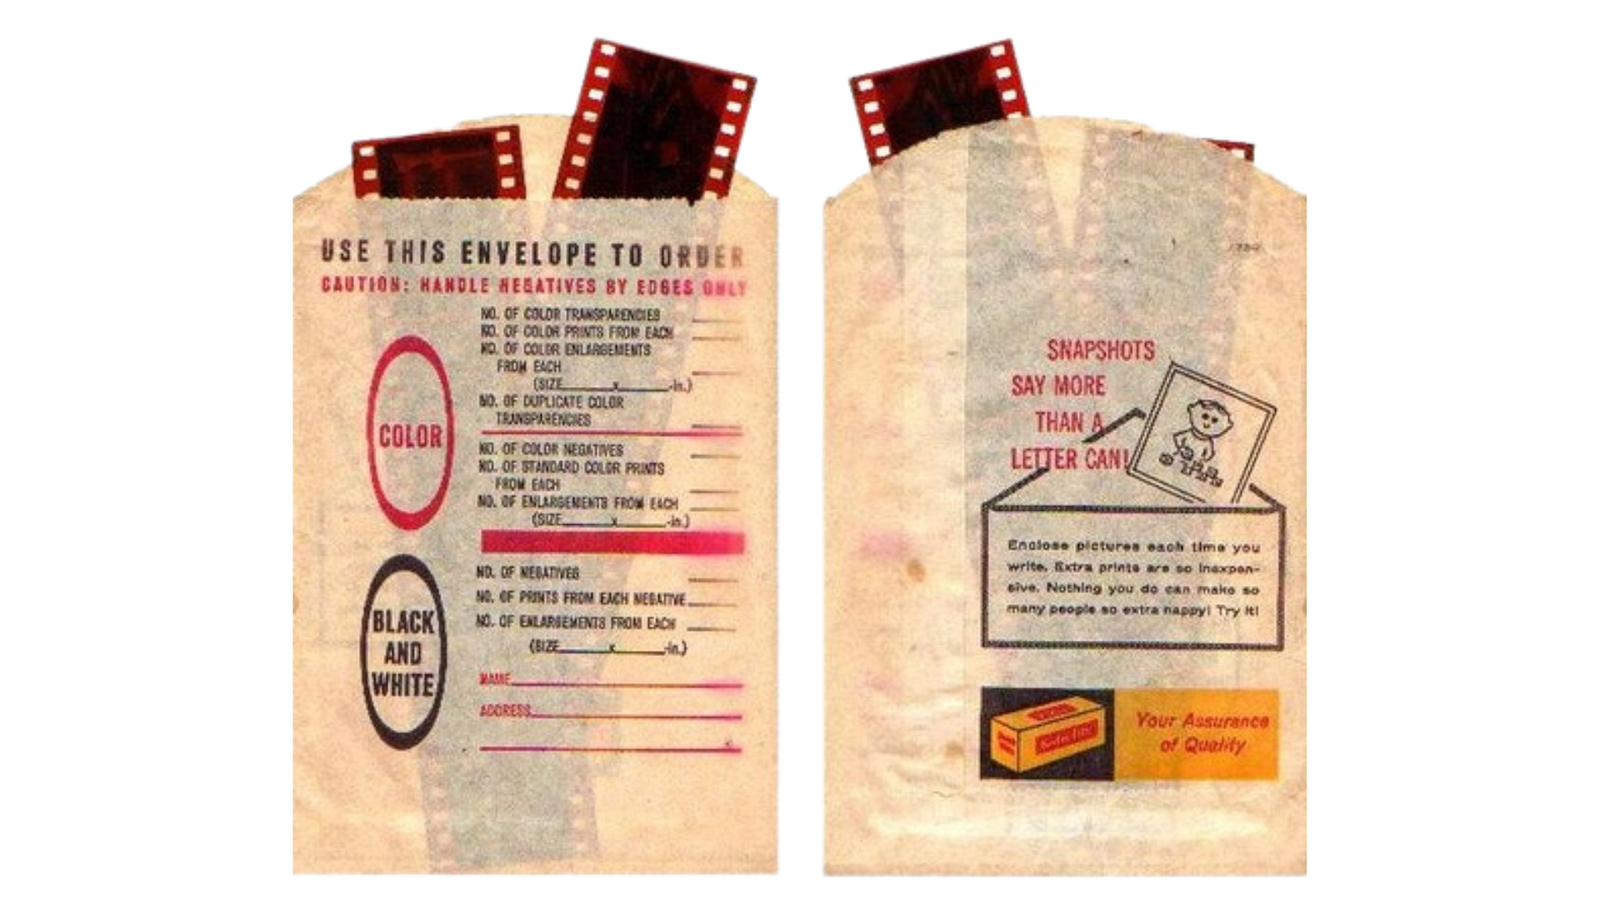 USE THIS ENVELOPE TO ORDER
CAUTION: HANDLE NEGATIVES BY EDGES ONLY
COLOR
NO. OF COLOR TRANSPARENCIES
NO. OF COLOR PRINTS FROM EACH
NO. OF COLOR ENLARGEMENTS
FROM EACH
(SIZE______x______-in.)
NO. OF DUPLICATE COLOR
TRANSPARENCIES
NO. OF COLOR NEGATIVES
NO. OF STANDARD COLOR PRINTS
FROM EACH
NO. OF ENLARGEMENTS FROM EACH
(SIZE______x______-in.)
BLACK
AND
WHITE
NO. OF NEGATIVES
NO. OF PRINTS FROM EACH NEGATIVE
NO. OF ENLARGEMENTS FROM EACH
(SIZE______x______-in.)
NAME
ADDRESS
SNAPSHOTS
SAY MORE
THAN A
LETTER CAN!
Enclose pictures each time you
write. Extra prints are so inexpen-
sive. Nothing you do can make so
many people so extra happy! Try it!
Your Assurance
of Quality